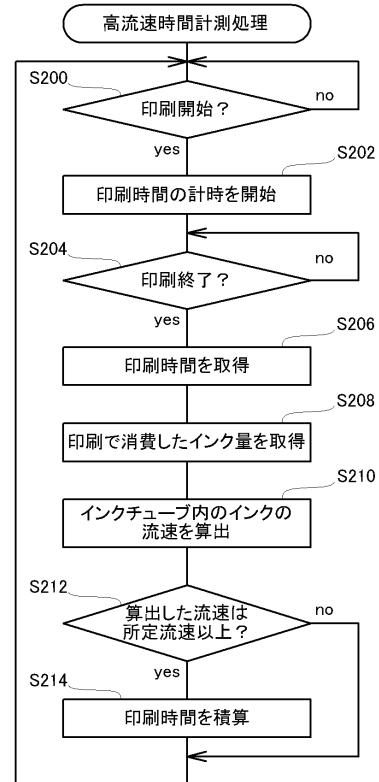 高流速時間計測処理
S200
印刷開始？
no
yes
S202
印刷時間の計時を開始
S204
印刷終了？
no
yes
S206
印刷時間を取得
S208
印刷で消費したインク量を取得
S210
インクチューブ内のインクの
流速を算出
S212
算出した流速は
所定流速以上？
no
yes
S214
印刷時間を積算